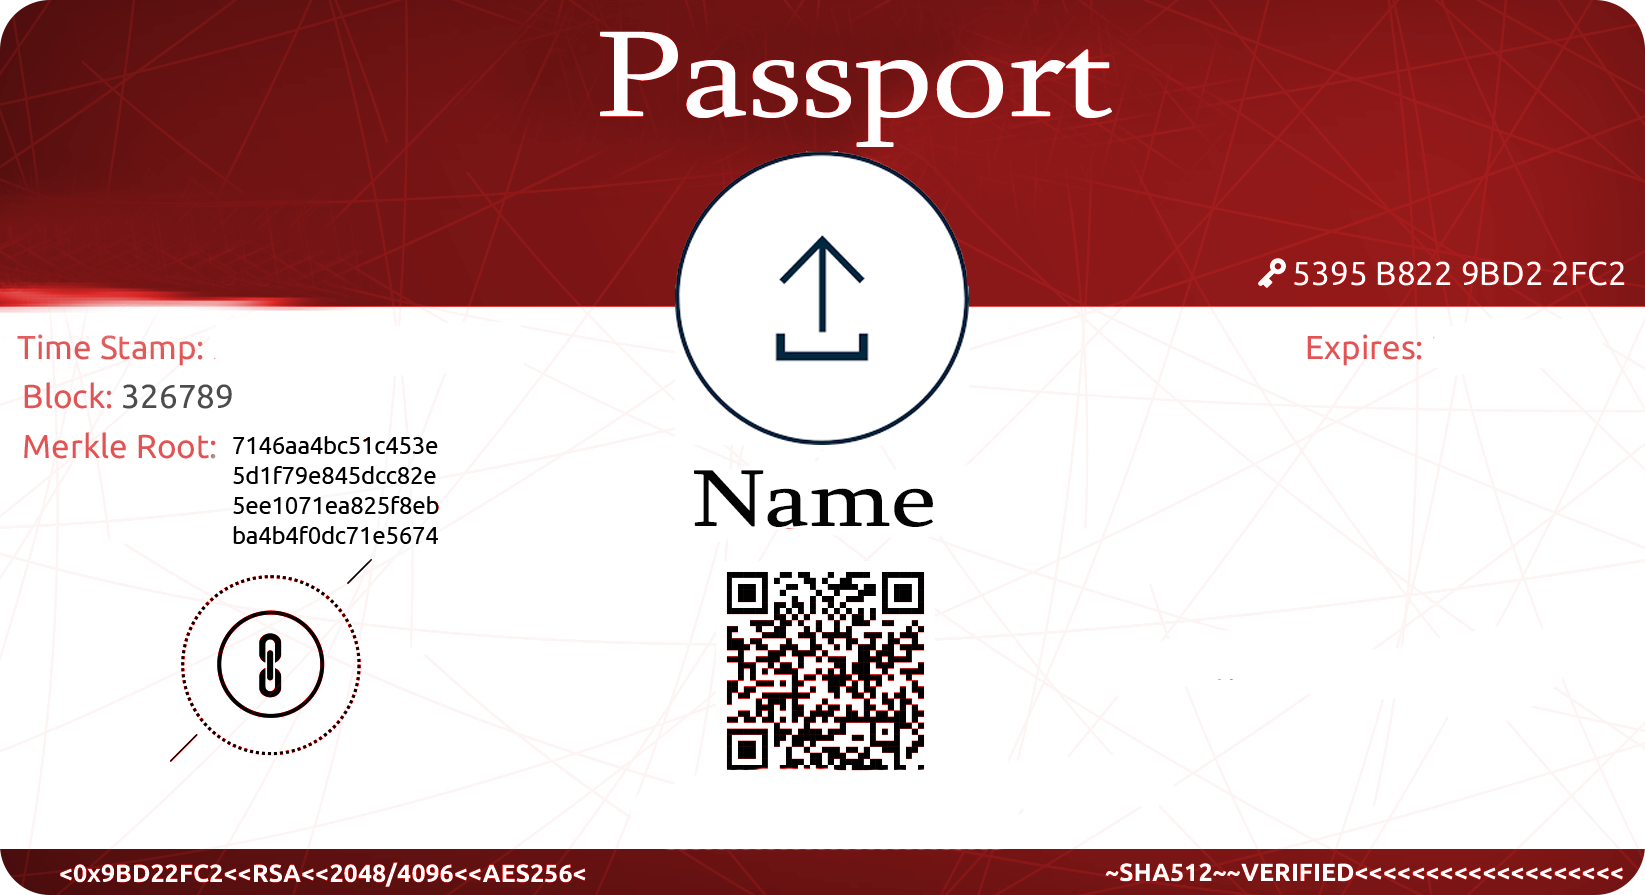 Passport
5395 B822 9BD2 2FC2
Time Stamp:
Expires:
Block: 326789
Merkle Root: 7146aa4bc51c453e
5d1f79e845dcc82e
5ee1071ea825f8eb
ba4b4f0dc71e5674
Name
<0x9BD22FC2<<RSA<<2048/4096<<AES256<
~SHA512~~VERIFIED<<<<<<<<<<<<<<<<<<<